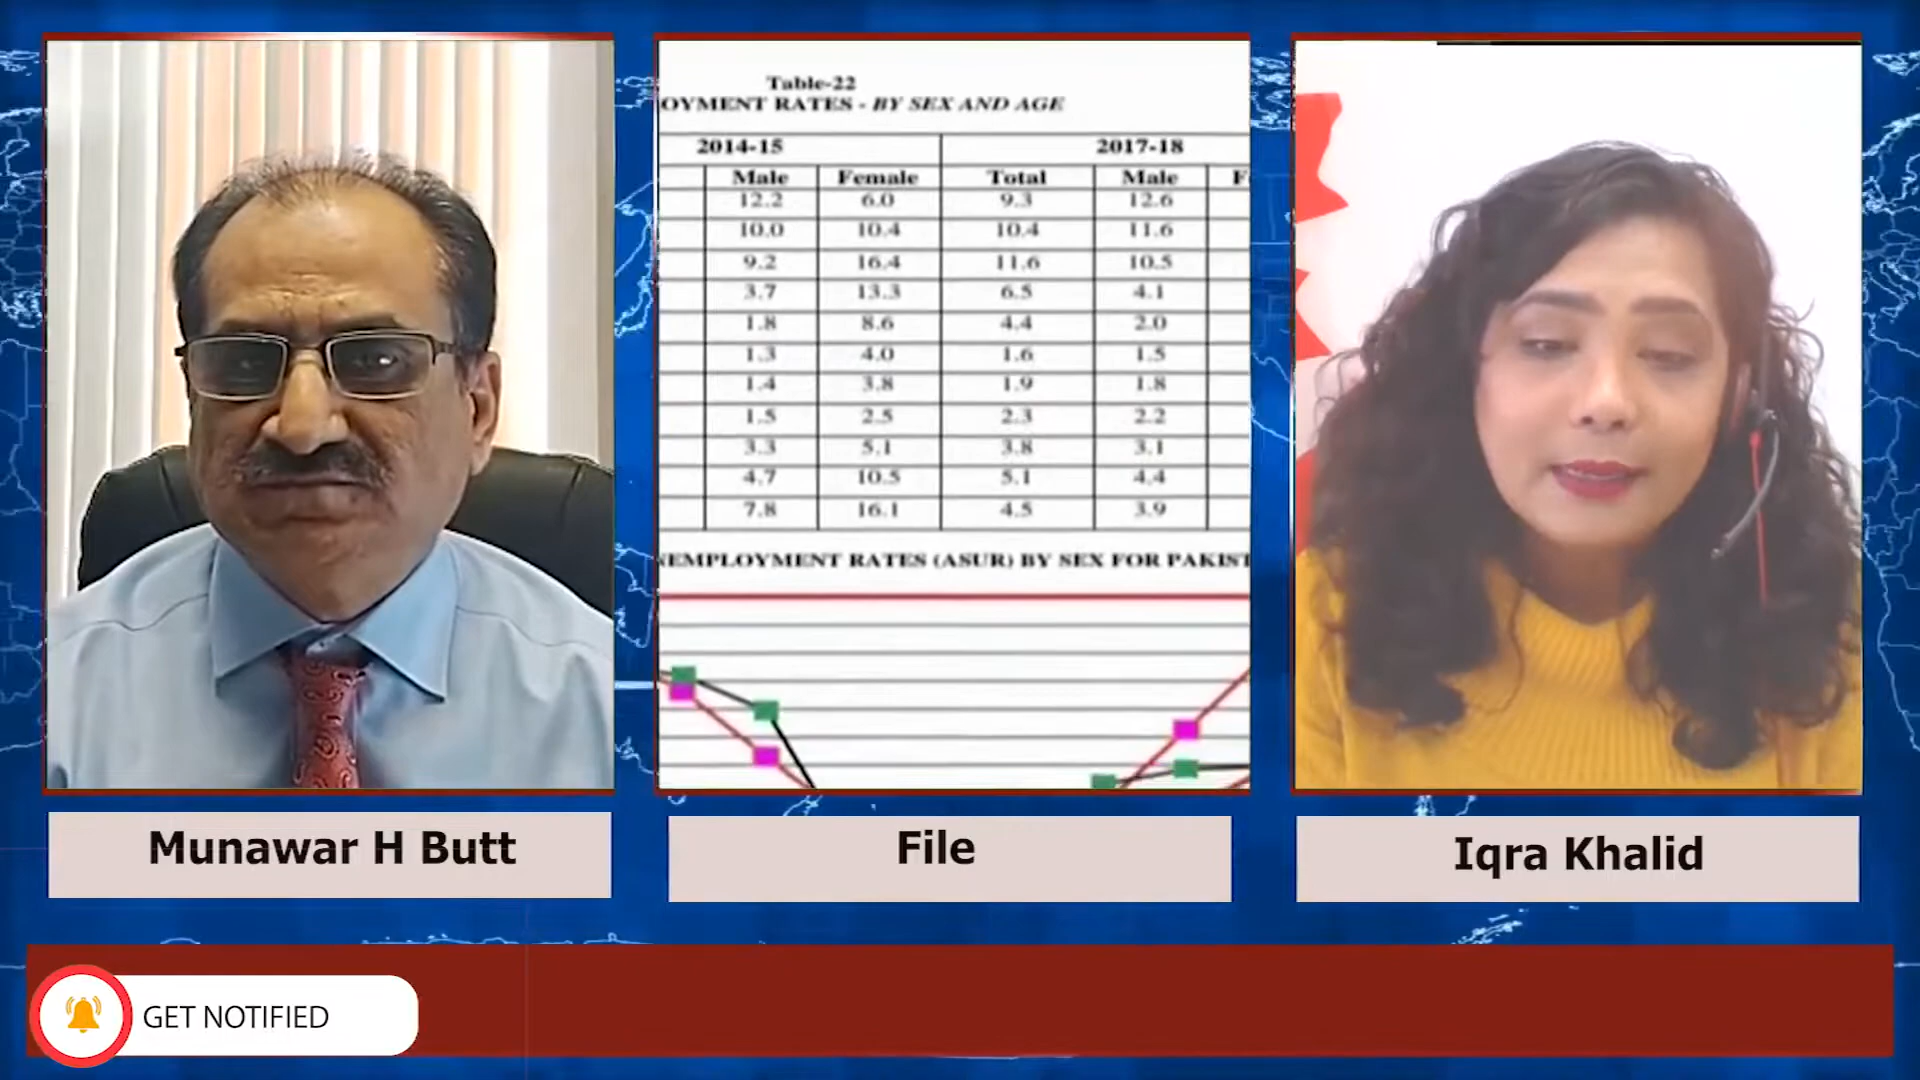 Table-22
OYMENT RATES - BY SEX AND AGE
2014-15 2017-18
Male Female Total Male F
12.2 6.0 9.3 12.6
10.0 10.4 10.4 11.6
9.2 16.4 11.6 10.5
3.7 13.3 6.5 4.1
1.8 8.6 4.4 2.0
1.3 4.0 1.6 1.5
1.4 3.8 1.9 1.8
1.5 2.5 2.3 2.2
3.3 5.1 3.8 3.1
4.7 10.5 5.1 4.4
7.8 16.1 4.5 3.9
NEMPLOYMENT RATES (ASUR) BY SEX FOR PAKIST
Munawar H Butt
File
Iqra Khalid
GET NOTIFIED